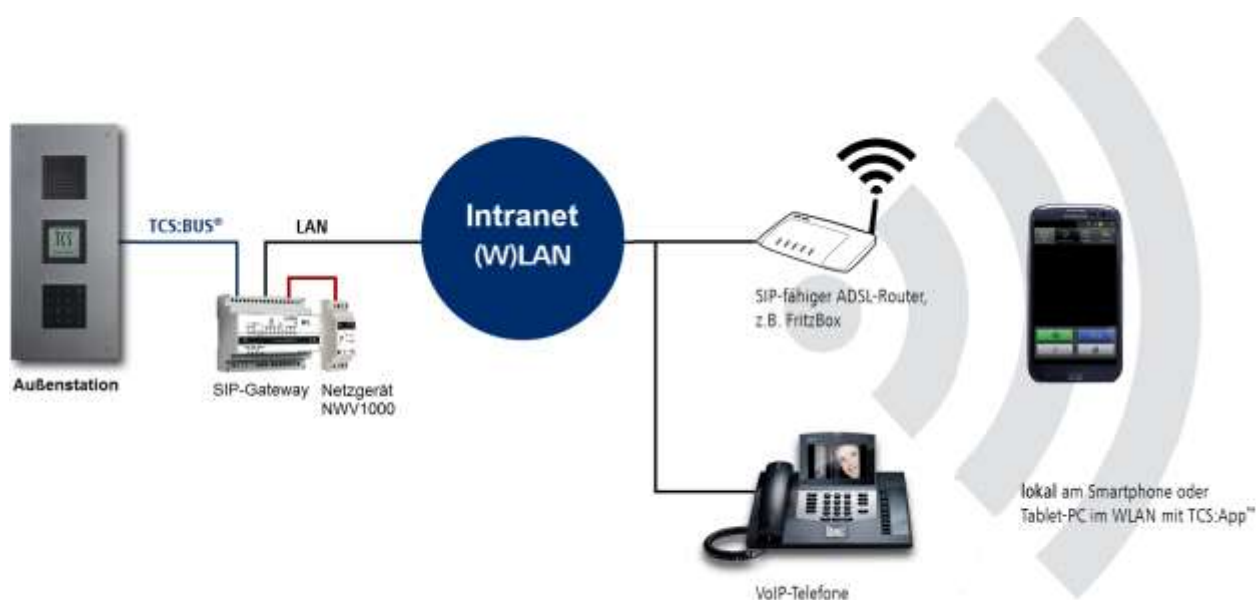 TCS:BUS®
LAN
Intranet
(W)LAN
TCS
Außenstation
SIP-Gateway
Netzgerät
NWV1000
SIP-fähiger ADSL-Router,
z.B. FritzBox
lokal am Smartphone oder
Tablet-PC im WLAN mit TCS:App™
VoIP-Telefone